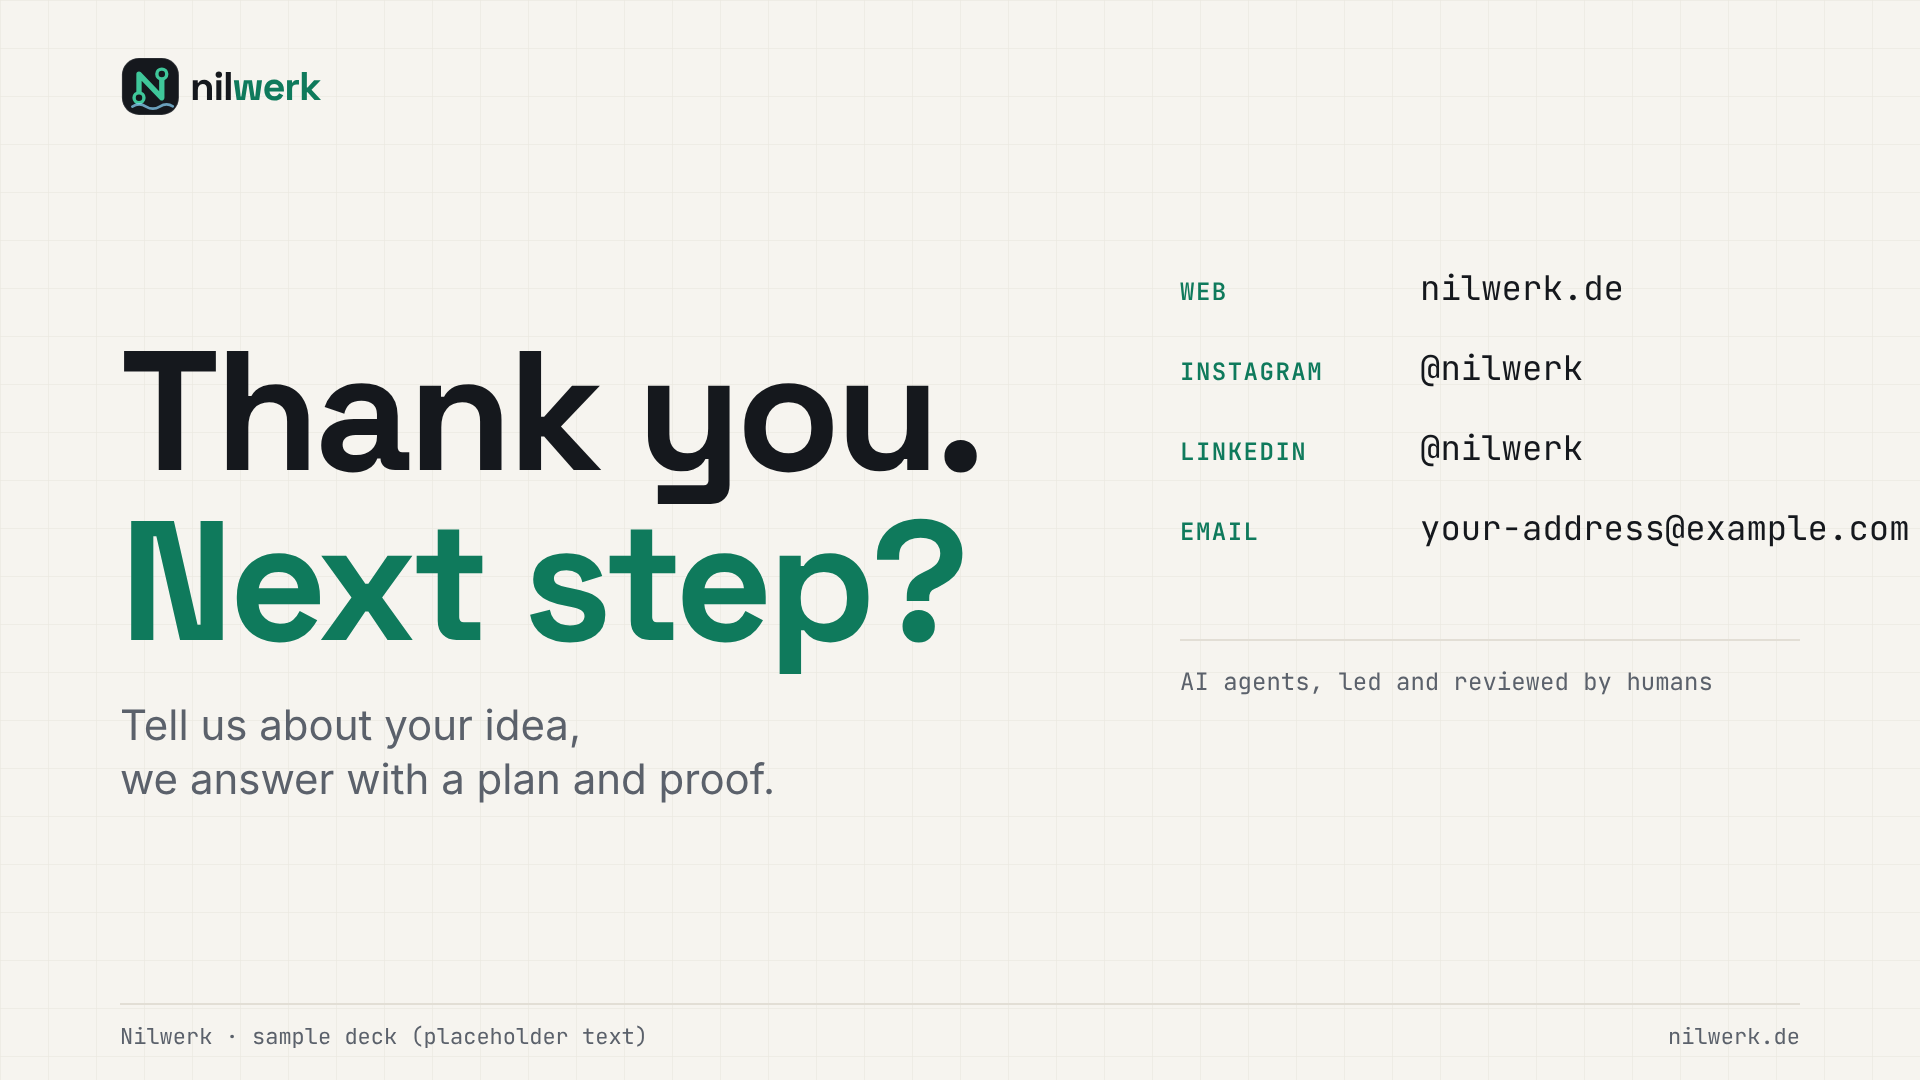 nilwerk
Thank you.
Next step?
Tell us about your idea,
we answer with a plan and proof.
WEB nilwerk.de
INSTAGRAM @nilwerk
LINKEDIN @nilwerk
EMAIL your-address@example.com
AI agents, led and reviewed by humans
Nilwerk · sample deck (placeholder text)
nilwerk.de